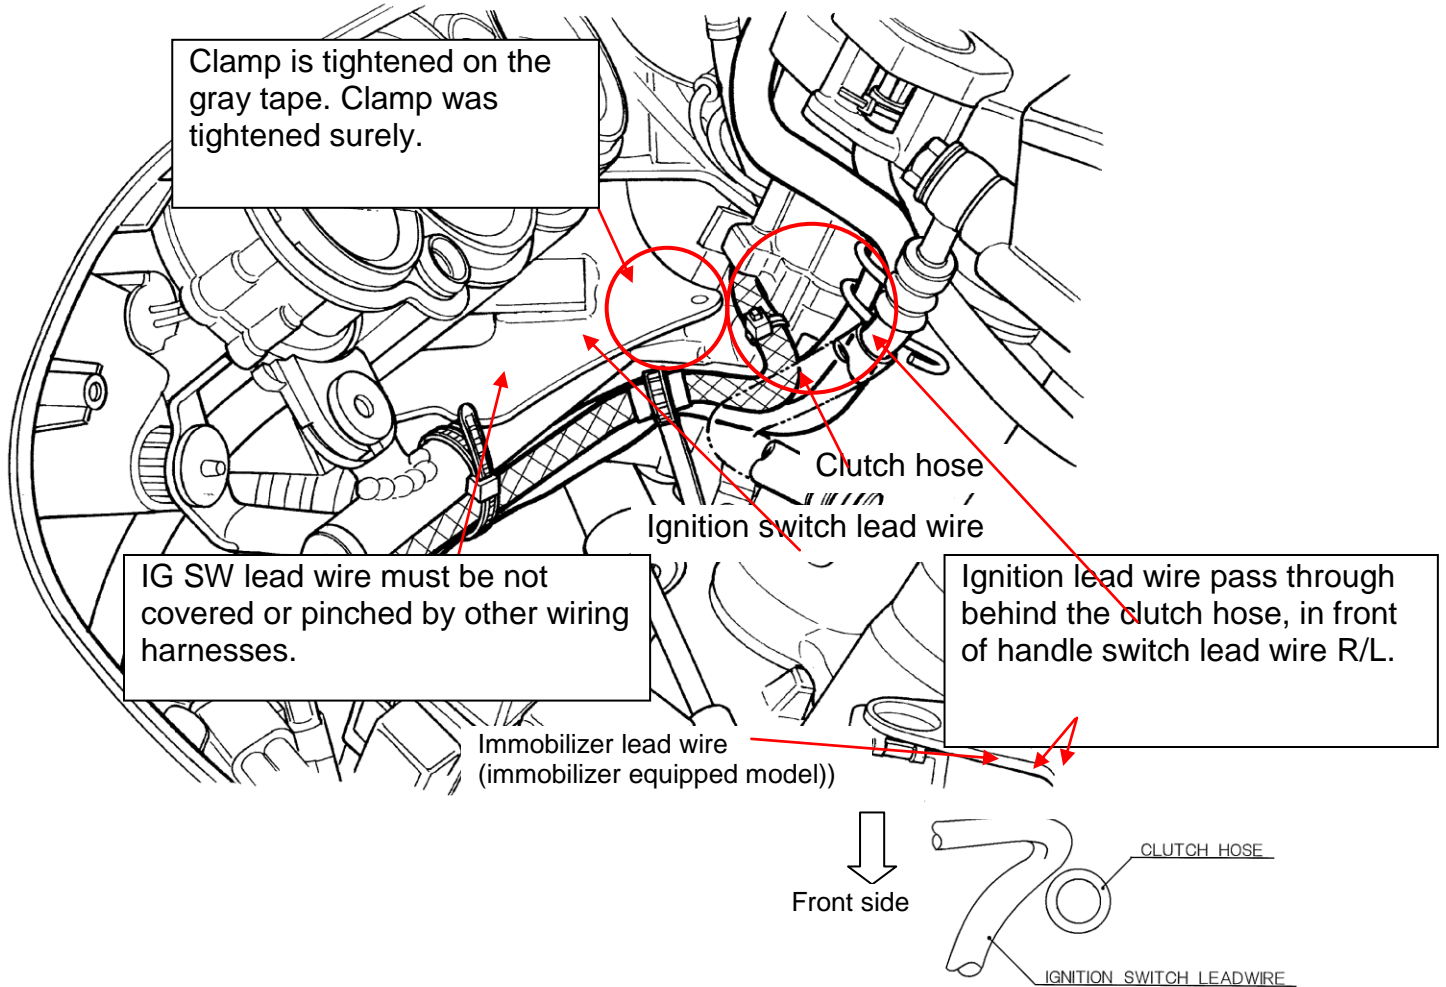 Clamp is tightened on the
gray tape. Clamp was
tightened surely.
Clutch hose
Ignition switch lead wire
IG SW lead wire must be not
covered or pinched by other wiring
harnesses.
Ignition lead wire pass through
behind the clutch hose, in front
of handle switch lead wire R/L.
Immobilizer lead wire
(immobilizer equipped model))
Front side
CLUTCH HOSE
IGNITION SWITCH LEADWIRE